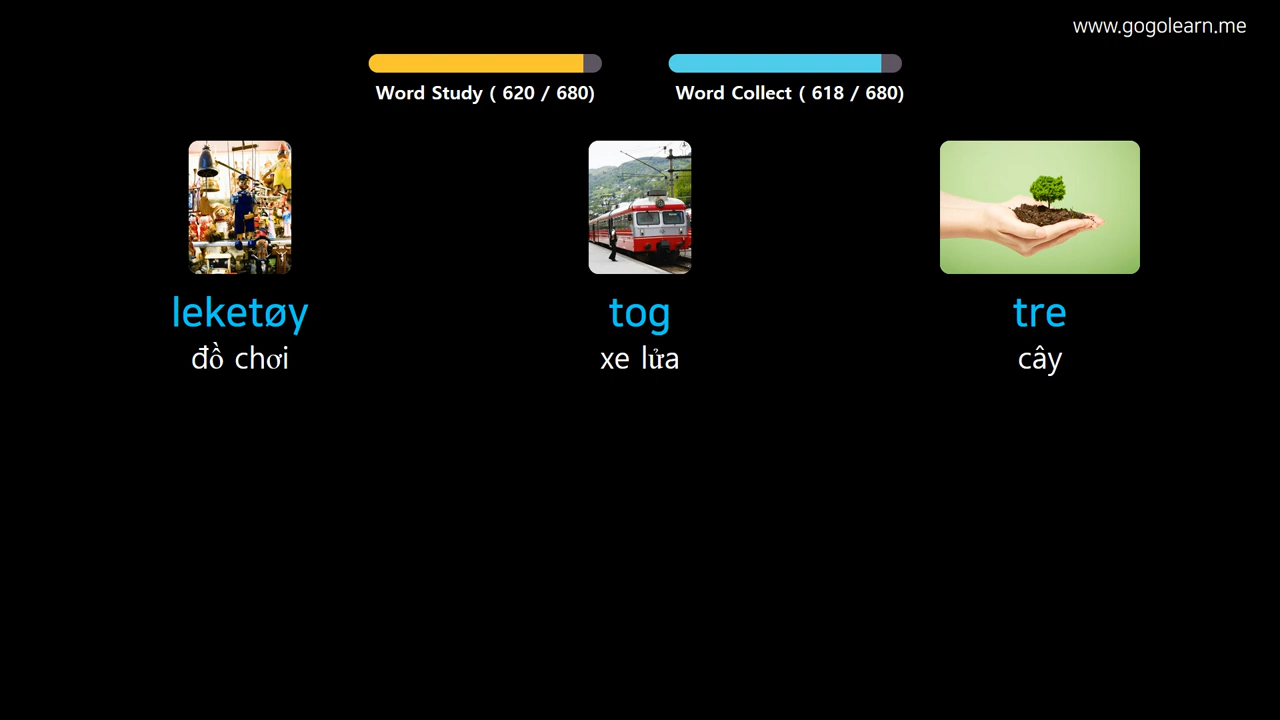 www.gogolearn.me
Word Study ( 620 / 680)
Word Collect ( 618 / 680)
leketøy
đồ chơi
tog
xe lửa
tre
cây